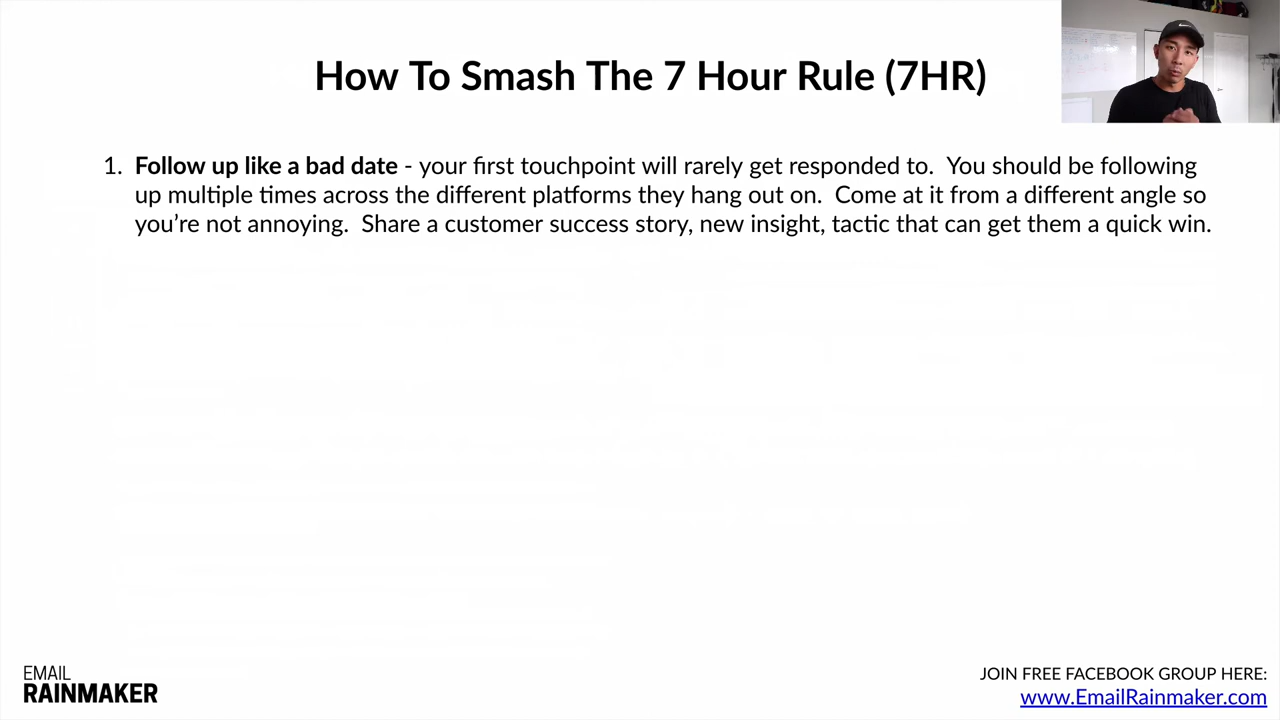 How To Smash The 7 Hour Rule (7HR)
1. Follow up like a bad date - your first touchpoint will rarely get responded to.  You should be following
up multiple times across the different platforms they hang out on.  Come at it from a different angle so
you’re not annoying.  Share a customer success story, new insight, tactic that can get them a quick win.
EMAIL
RAINMAKER
JOIN FREE FACEBOOK GROUP HERE:
www.EmailRainmaker.com